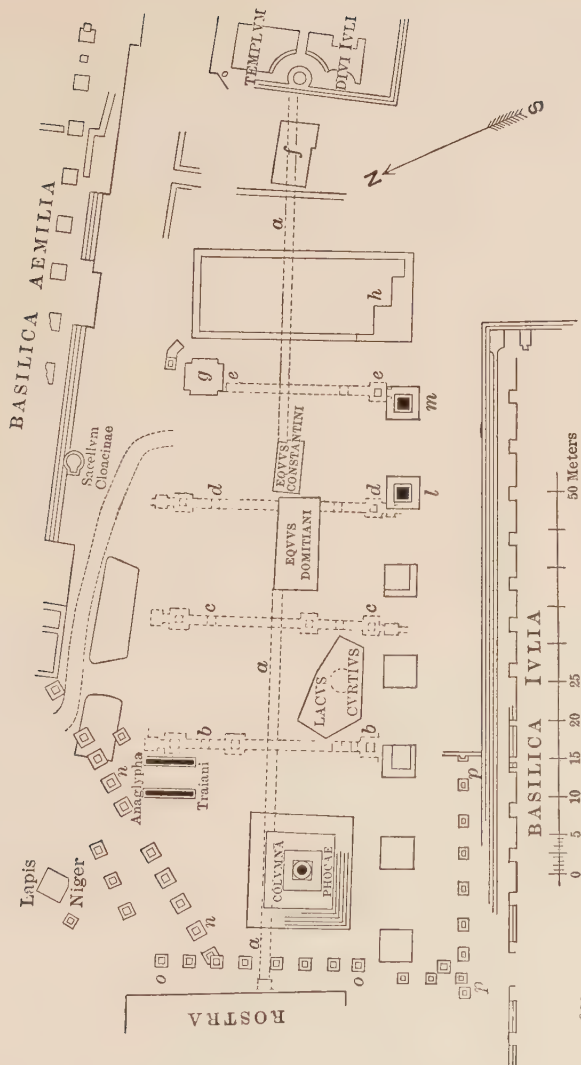 BASILICA AEMILIA
TEMPLVM
DIVI IVLI
f
a
S
N
h
g
e
e
m
Sacellvm
Cloacinae
EQVVS
CONSTANTINI
d
d
l
EQVVS
DOMITIANI
c
c
a
LACVS
CVRTIVS
b
b
n
Anaglypha
Traiani
Lapis
Niger
n
COLVMNA
PHOCAE
a
o
o
p
p
ROSTRA
BASILICA IVLIA
0 5 10 15 20 25 50 Meters